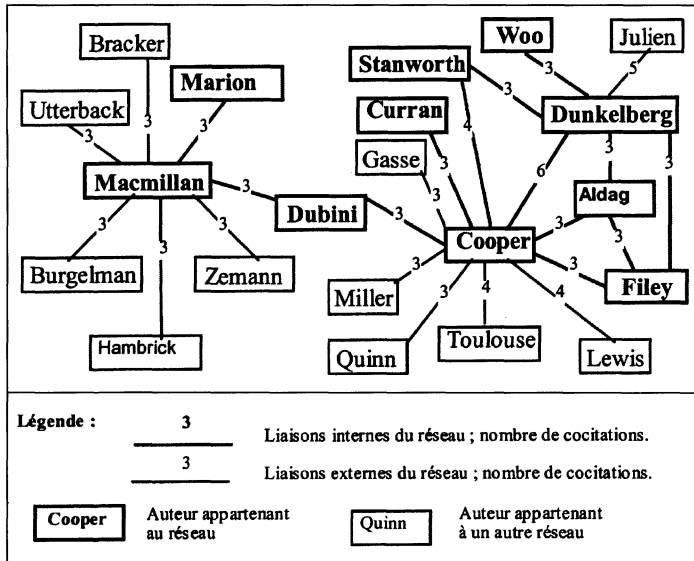 Bracker
Woo
Julien
Stanworth
Marion
3
5
Utterback
Curran
3
Dunkelberg
3
3
3
4
Gasse
3
6
3
3
Macmillan
3
Aldag
3
Dubini
3
3
3
Cooper
3
3
3
3
Burgelman
Zemann
3
Filey
Miller
3
3
4
4
Hambrick
Quinn
Toulouse
Lewis
Légende :
3
Liaisons internes du réseau ; nombre de cocitations.
3
Liaisons externes du réseau ; nombre de cocitations.
Cooper
Auteur appartenant
au réseau
Quinn
Auteur appartenant
à un autre réseau